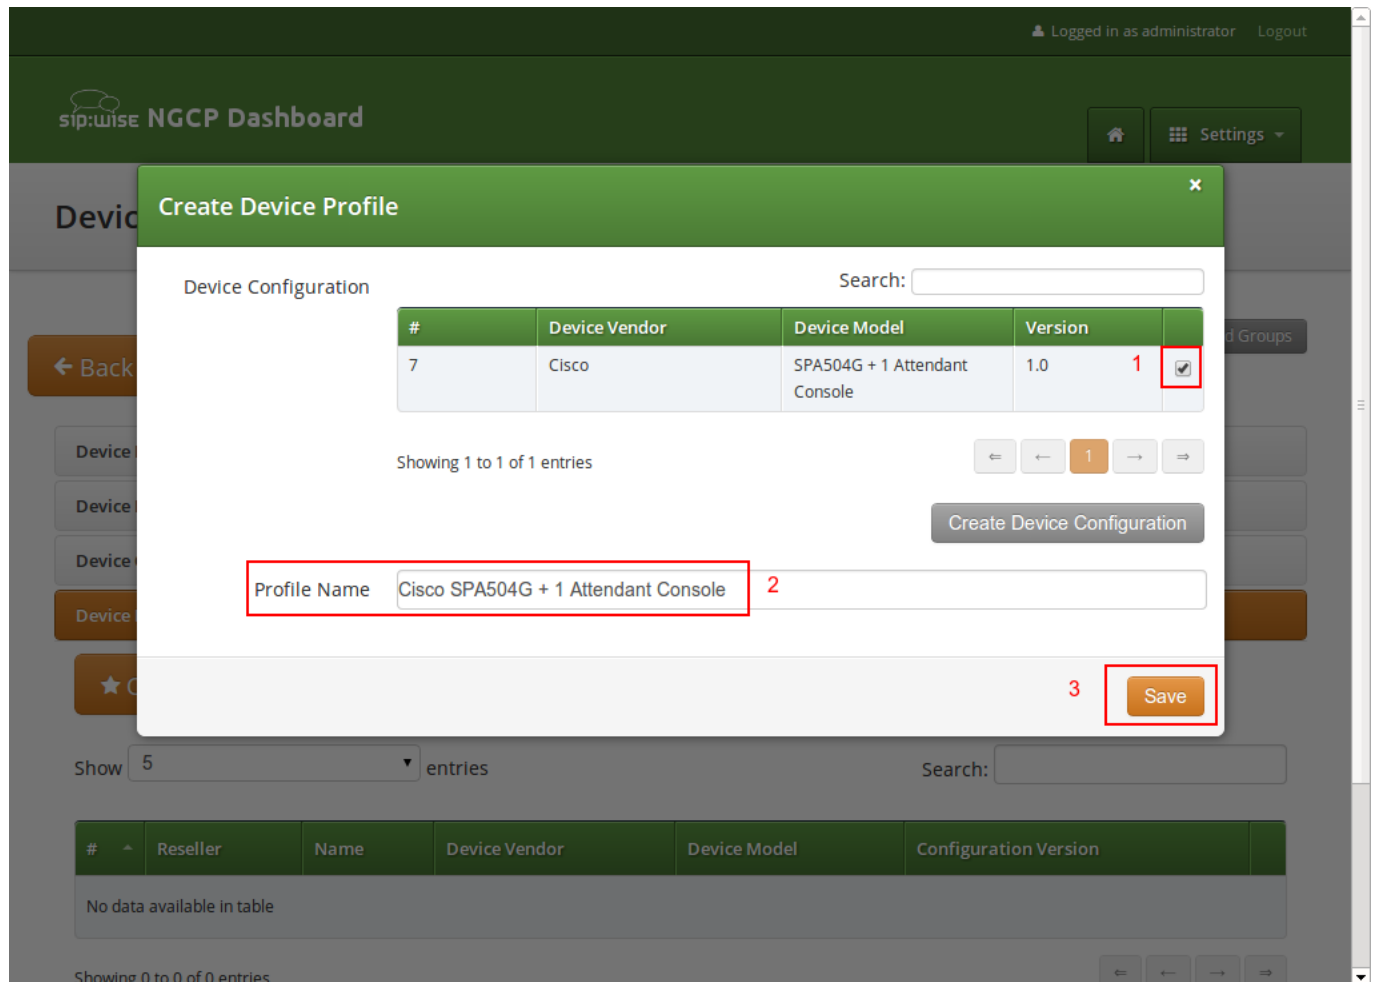 Logged in as administrator Logout
sip:wise NGCP Dashboard
Settings
Devic
Create Device Profile
×
Device Configuration
Search:
# Device Vendor Device Model Version
7 Cisco SPA504G + 1 Attendant 1.0 1
Console
d Groups
← Back
Showing 1 to 1 of 1 entries
⇐ ← 1 → ⇒
Device
Device
Create Device Configuration
Device
Profile Name Cisco SPA504G + 1 Attendant Console 2
Device
3 Save
Show 5 entries
Search:
# Reseller Name Device Vendor Device Model Configuration Version
No data available in table
Showing 0 to 0 of 0 entries
⇐ ← → ⇒